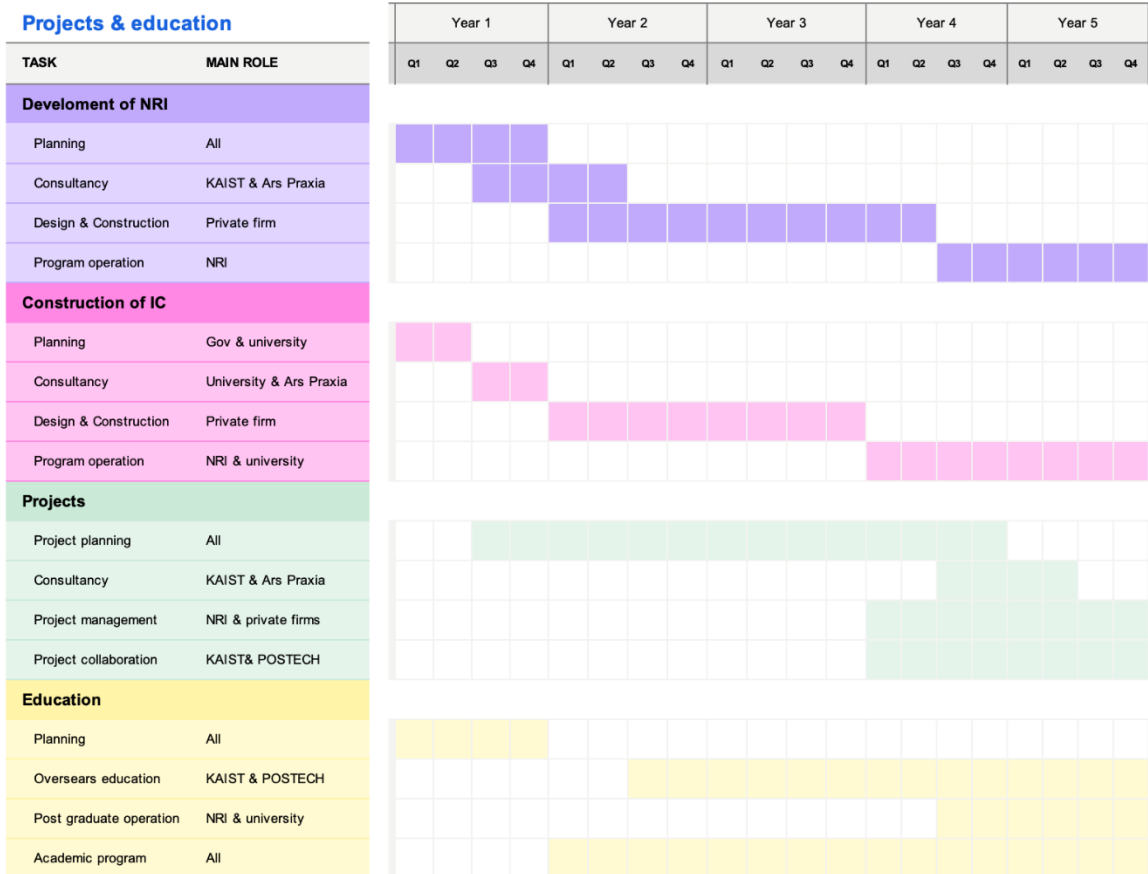 Projects & education
Year 1 Year 2 Year 3 Year 4 Year 5
TASK MAIN ROLE Q1 Q2 Q3 Q4 Q1 Q2 Q3 Q4 Q1 Q2 Q3 Q4 Q1 Q2 Q3 Q4 Q1 Q2 Q3 Q4
Develoment of NRI
Planning All
Consultancy KAIST & Ars Praxia
Design & Construction Private firm
Program operation NRI
Construction of IC
Planning Gov & university
Consultancy University & Ars Praxia
Design & Construction Private firm
Program operation NRI & university
Projects
Project planning All
Consultancy KAIST & Ars Praxia
Project management NRI & private firms
Project collaboration KAIST& POSTECH
Education
Planning All
Oversears education KAIST & POSTECH
Post graduate operation NRI & university
Academic program All